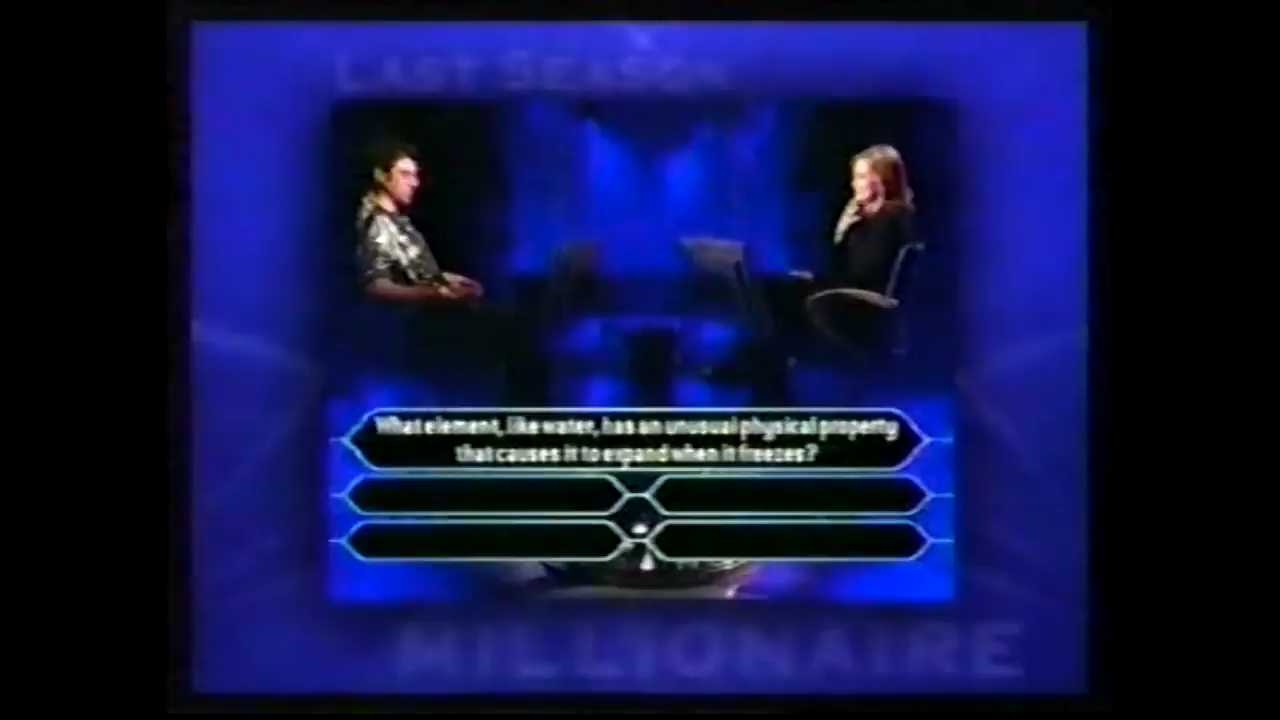 LAST SEASON
What element, like water, has an unusual physical property
that causes it to expand when it freezes?
MILLIONAIRE